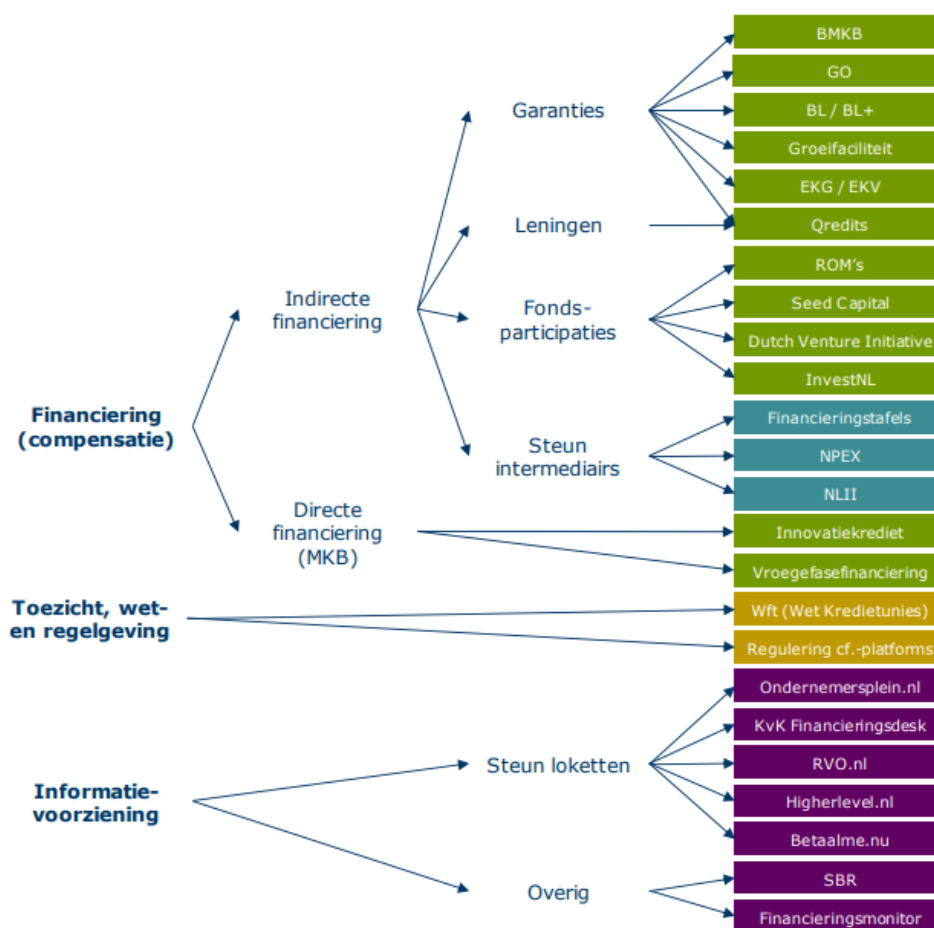 BMKB
GO
Garanties
BL / BL+
Groeifaciliteit
EKG / EKV
Leningen
Qredits
ROM's
Indirecte
financiering
Fonds-
participaties
Seed Capital
Dutch Venture Initiative
InvestNL
Financiering
(compensatie)
Financieringstafels
Steun
intermediairs
NPEX
NLII
Directe
financiering
(MKB)
Innovatiekrediet
Vroegefasefinanciering
Toezicht, wet-
en regelgeving
Wft (Wet Kredietunies)
Regulering cf.-platforms
Ondernemersplein.nl
KvK Financieringsdesk
Steun loketten
RVO.nl
Informatie-
voorziening
Higherlevel.nl
Betaalme.nu
SBR
Overig
Financieringsmonitor